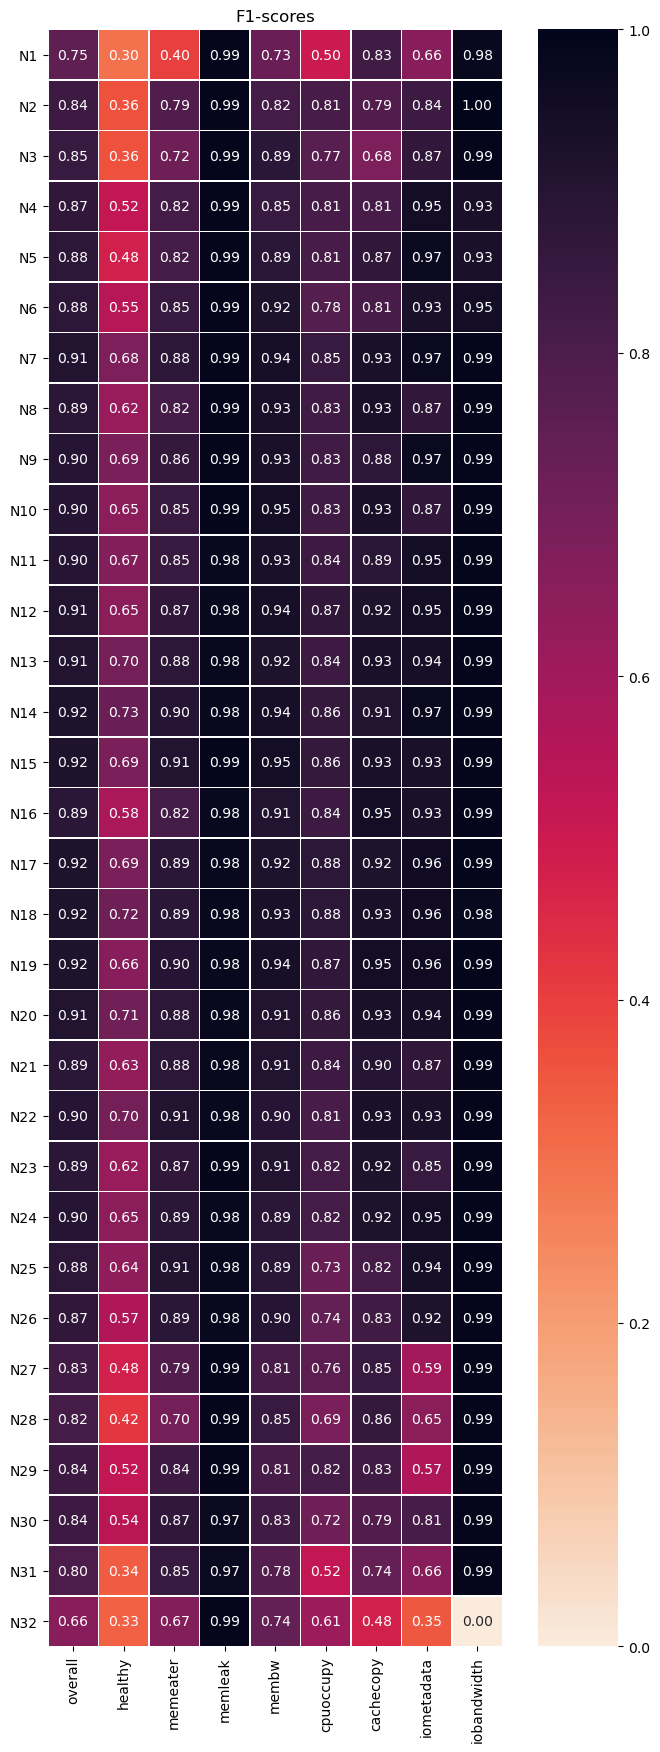 F1-scores
N1 0.75 0.30 0.40 0.99 0.73 0.50 0.83 0.66 0.98
N2 0.84 0.36 0.79 0.99 0.82 0.81 0.79 0.84 1.00
N3 0.85 0.36 0.72 0.99 0.89 0.77 0.68 0.87 0.99
N4 0.87 0.52 0.82 0.99 0.85 0.81 0.81 0.95 0.93
N5 0.88 0.48 0.82 0.99 0.89 0.81 0.87 0.97 0.93
N6 0.88 0.55 0.85 0.99 0.92 0.78 0.81 0.93 0.95
N7 0.91 0.68 0.88 0.99 0.94 0.85 0.93 0.97 0.99
N8 0.89 0.62 0.82 0.99 0.93 0.83 0.93 0.87 0.99
N9 0.90 0.69 0.86 0.99 0.93 0.83 0.88 0.97 0.99
N10 0.90 0.65 0.85 0.99 0.95 0.83 0.93 0.87 0.99
N11 0.90 0.67 0.85 0.98 0.93 0.84 0.89 0.95 0.99
N12 0.91 0.65 0.87 0.98 0.94 0.87 0.92 0.95 0.99
N13 0.91 0.70 0.88 0.98 0.92 0.84 0.93 0.94 0.99
N14 0.92 0.73 0.90 0.98 0.94 0.86 0.91 0.97 0.99
N15 0.92 0.69 0.91 0.99 0.95 0.86 0.93 0.93 0.99
N16 0.89 0.58 0.82 0.98 0.91 0.84 0.95 0.93 0.99
N17 0.92 0.69 0.89 0.98 0.92 0.88 0.92 0.96 0.99
N18 0.92 0.72 0.89 0.98 0.93 0.88 0.93 0.96 0.98
N19 0.92 0.66 0.90 0.98 0.94 0.87 0.95 0.96 0.99
N20 0.91 0.71 0.88 0.98 0.91 0.86 0.93 0.94 0.99
N21 0.89 0.63 0.88 0.98 0.91 0.84 0.90 0.87 0.99
N22 0.90 0.70 0.91 0.98 0.90 0.81 0.93 0.93 0.99
N23 0.89 0.62 0.87 0.99 0.91 0.82 0.92 0.85 0.99
N24 0.90 0.65 0.89 0.98 0.89 0.82 0.92 0.95 0.99
N25 0.88 0.64 0.91 0.98 0.89 0.73 0.82 0.94 0.99
N26 0.87 0.57 0.89 0.98 0.90 0.74 0.83 0.92 0.99
N27 0.83 0.48 0.79 0.99 0.81 0.76 0.85 0.59 0.99
N28 0.82 0.42 0.70 0.99 0.85 0.69 0.86 0.65 0.99
N29 0.84 0.52 0.84 0.99 0.81 0.82 0.83 0.57 0.99
N30 0.84 0.54 0.87 0.97 0.83 0.72 0.79 0.81 0.99
N31 0.80 0.34 0.85 0.97 0.78 0.52 0.74 0.66 0.99
N32 0.66 0.33 0.67 0.99 0.74 0.61 0.48 0.35 0.00
overall
healthy
memeater
memleak
membw
cpuoccupy
cachecopy
iometadata
iobandwidth
1.0
0.8
0.6
0.4
0.2
0.0